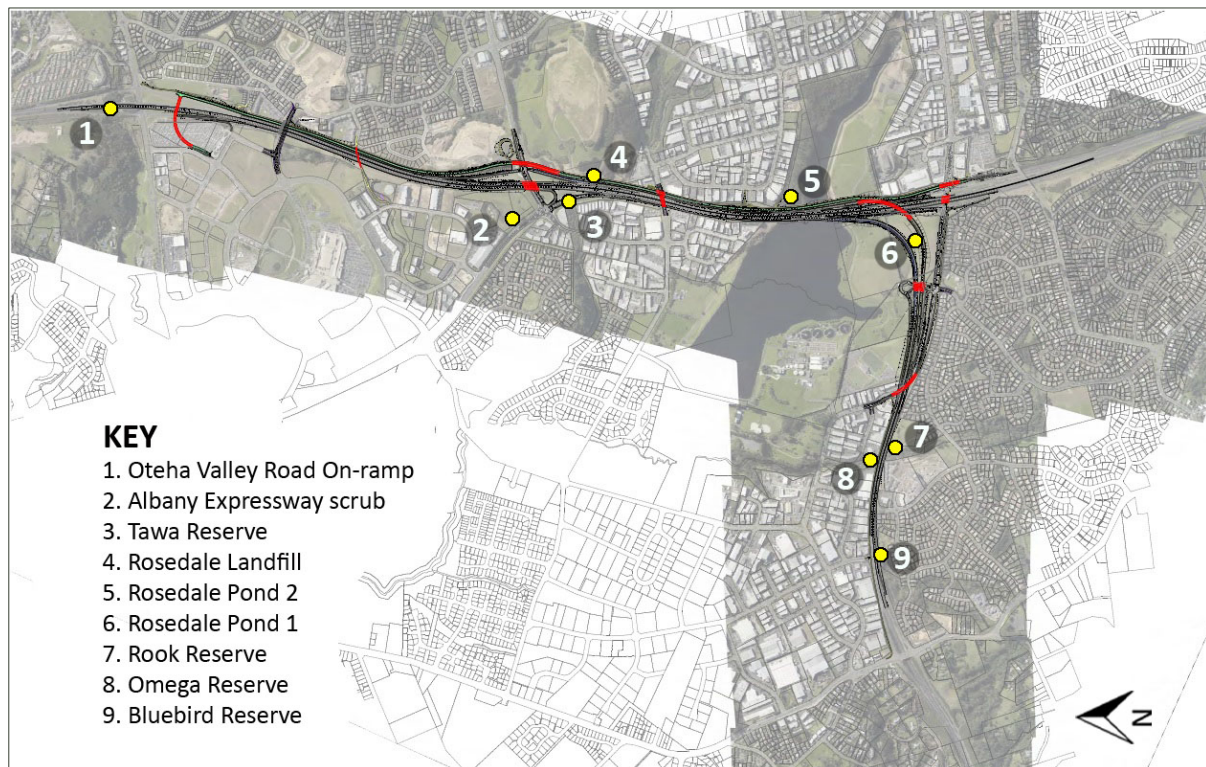 1
2
3
4
5
6
7
8
9
KEY
1. Oteha Valley Road On-ramp
2. Albany Expressway scrub
3. Tawa Reserve
4. Rosedale Landfill
5. Rosedale Pond 2
6. Rosedale Pond 1
7. Rook Reserve
8. Omega Reserve
9. Bluebird Reserve
N